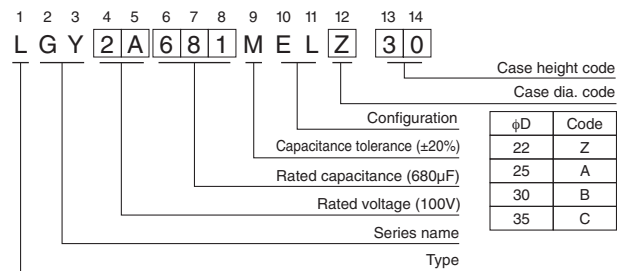 1 2 3 4 5 6 7 8 9 10 11 12 13 14
L G Y 2 A 6 8 1 M E L Z 3 0
Case height code
Case dia. code
Configuration
Capacitance tolerance (±20%)
Rated capacitance (680µF)
Rated voltage (100V)
Series name
Type
ϕD Code
22 Z
25 A
30 B
35 C